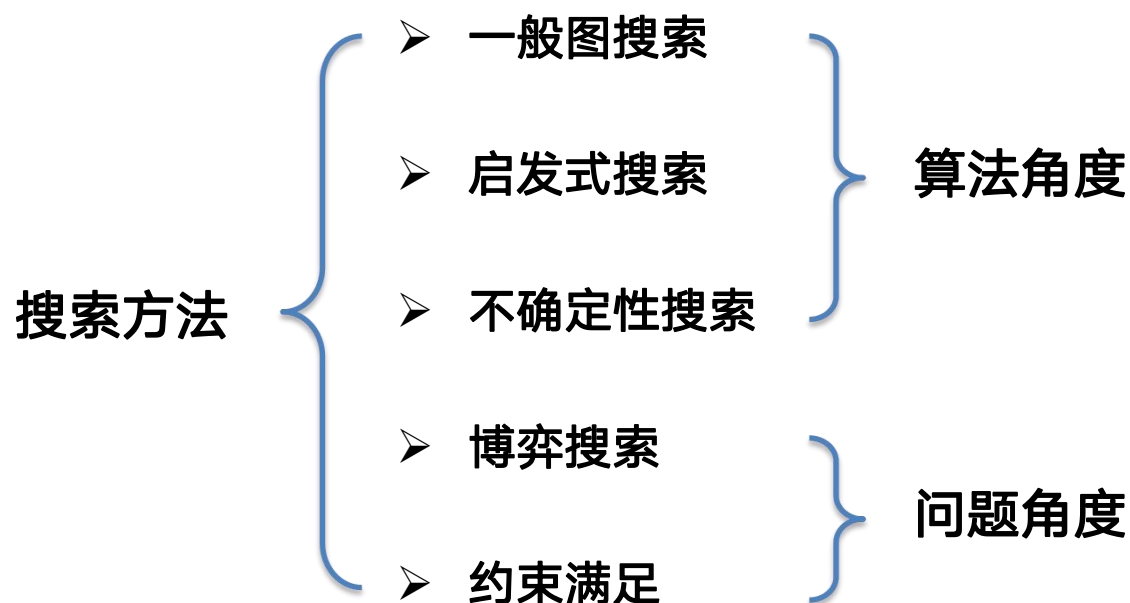 一般图搜索
启发式搜索
算法角度
不确定性搜索
搜索方法
博弈搜索
问题角度
约束满足